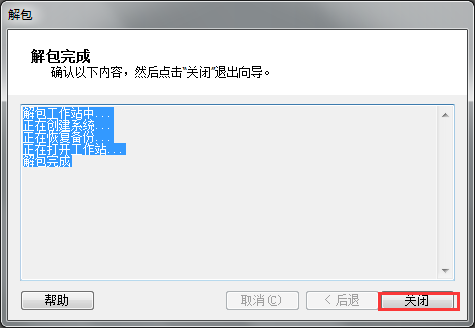 解包
解包完成
确认以下内容，然后点击“关闭”退出向导。
解包工作站中...
正在创建系统...
正在恢复备份...
正在打开工作站...
解包完成
帮助
取消(C)
< 后退
关闭